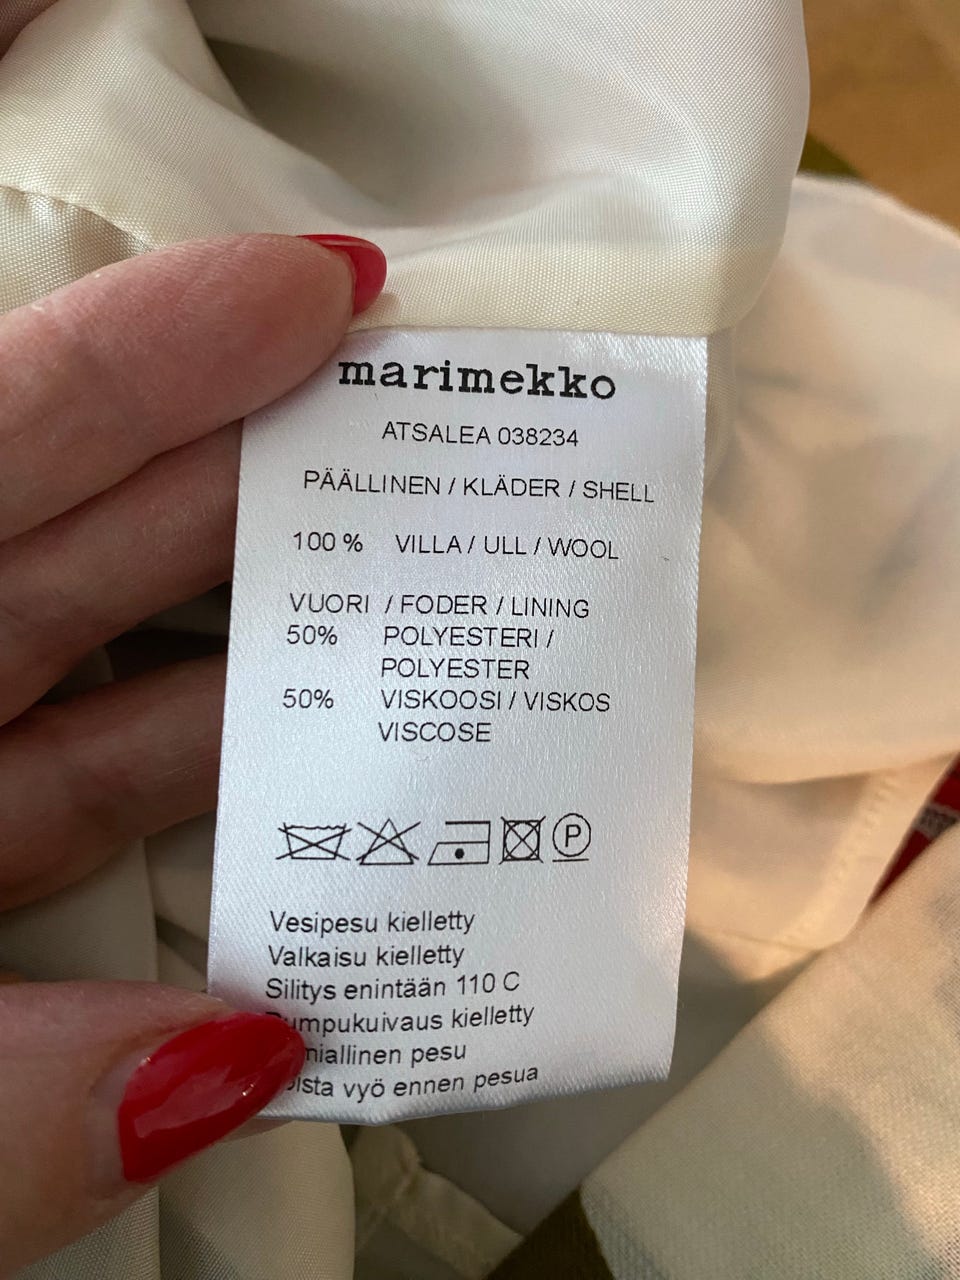 marimekko
ATSALEA 038234
PÄÄLLINEN / KLÄDER / SHELL
100 % VILLA / ULL / WOOL
VUORI / FODER / LINING
50% POLYESTERI /
POLYESTER
50% VISKOOSI / VISKOS
VISCOSE
P
Vesipesu kielletty
Valkaisu kielletty
Silitys enintään 110 C
kuivaus kielletty
pesu
vyö ennen pesua